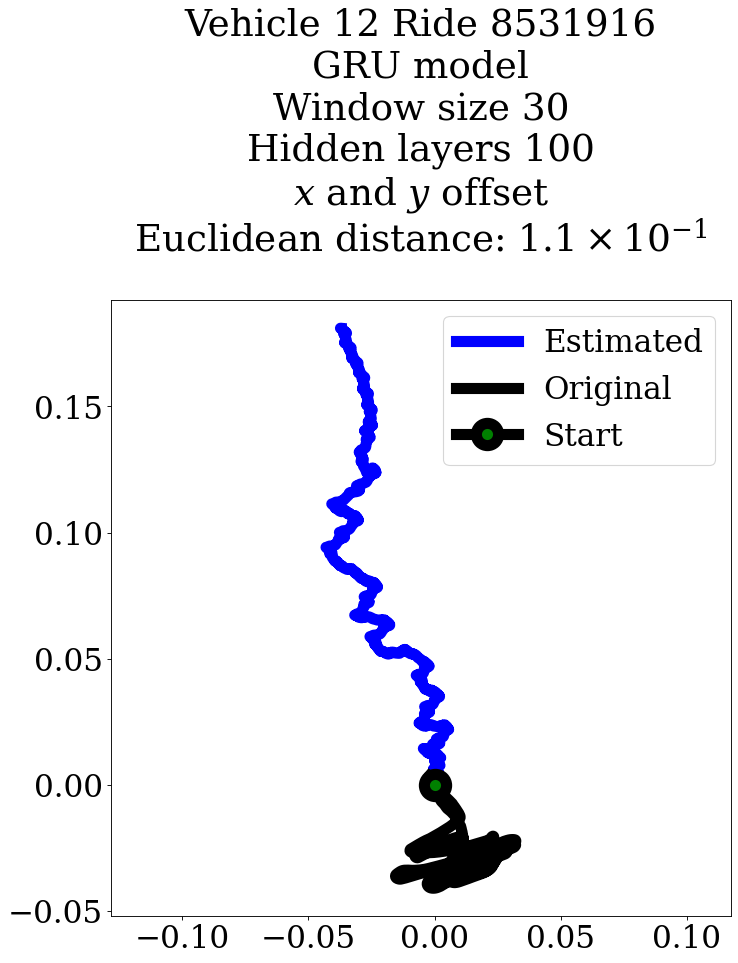 Vehicle 12 Ride 8531916
GRU model
Window size 30
Hidden layers 100
x and y offset
Euclidean distance: 1.1 × 10⁻¹
Estimated
Original
Start
0.15
0.10
0.05
0.00
−0.05
−0.10 −0.05 0.00 0.05 0.10